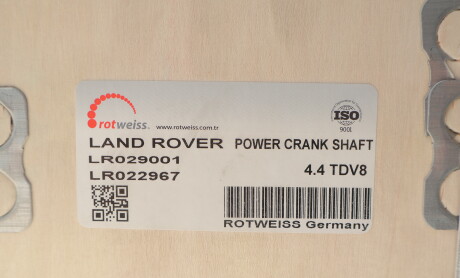 rotweiss
www.rotweiss.com.tr
ISO
9001
LAND ROVER POWER CRANK SHAFT
LR029001
LR022967 4.4 TDV8
ROTWEISS Germany